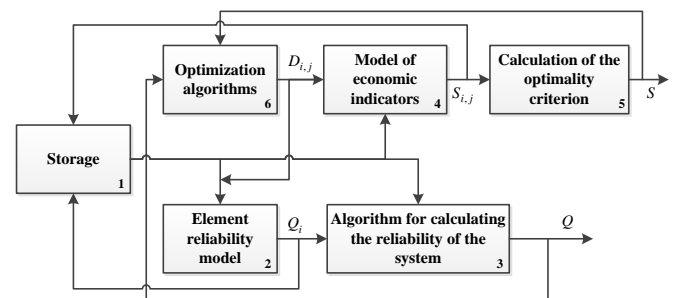 Optimization
algorithms
6
D_{i,j}
Model of
economic
indicators
4
S_{i,j}
Calculation of the
optimality
criterion
5
S
Storage
1
Element
reliability
model
2
Q_i
Algorithm for calculating
the reliability of the
system
3
Q